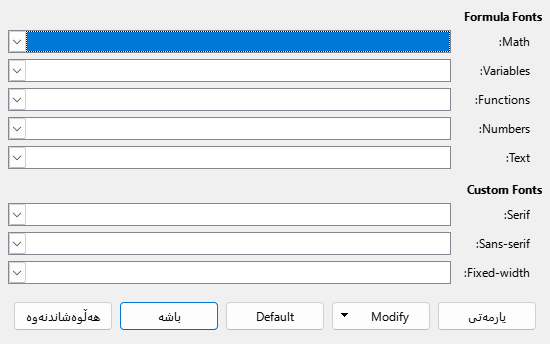 Formula Fonts
Math:
Variables:
Functions:
Numbers:
Text:
Custom Fonts
Serif:
Sans-serif:
Fixed-width:
یارمەتی
Modify
Default
باشە
هەڵوەشاندنەوە